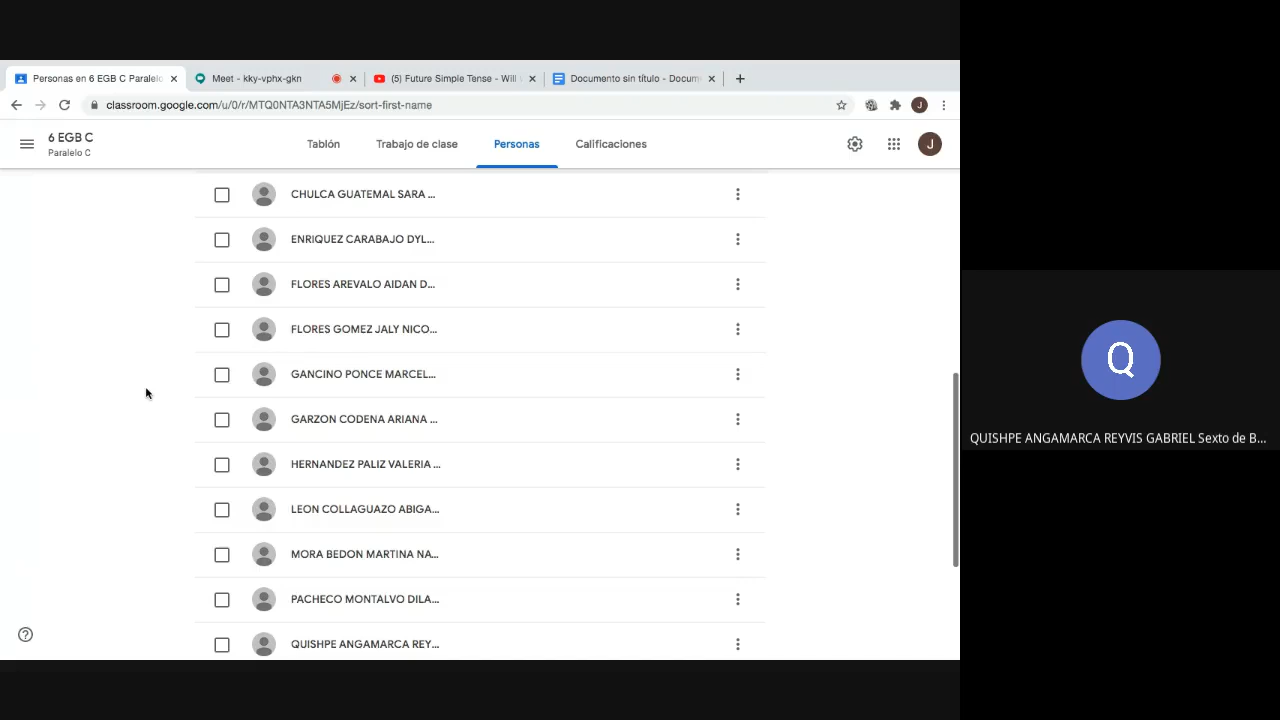 Personas en 6 EGB C Paralelo
Meet - kky-vphx-gkn
(5) Future Simple Tense - Will
Documento sin título - Docum
classroom.google.com/u/0/r/MTQ0NTA3NTA5MjEz/sort-first-name
J
6 EGB C
Paralelo C
Tablón
Trabajo de clase
Personas
Calificaciones
J
CHULCA GUATEMAL SARA ...
ENRIQUEZ CARABAJO DYL...
FLORES AREVALO AIDAN D...
FLORES GOMEZ JALY NICO...
GANCINO PONCE MARCEL...
GARZON CODENA ARIANA ...
HERNANDEZ PALIZ VALERIA ...
LEON COLLAGUAZO ABIGA...
MORA BEDON MARTINA NA...
PACHECO MONTALVO DILA...
QUISHPE ANGAMARCA REY...
Q
QUISHPE ANGAMARCA REYVIS GABRIEL Sexto de B...